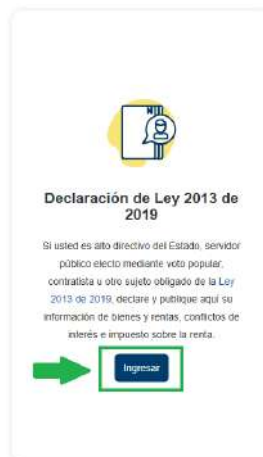 Declaración de Ley 2013 de
2019
Si usted es alto directivo del Estado, servidor
público electo mediante voto popular,
contratista u otro sujeto obligado de la Ley
2013 de 2019, declare y publique aquí su
información de bienes y rentas, conflictos de
interés e impuesto sobre la renta.
Ingresar